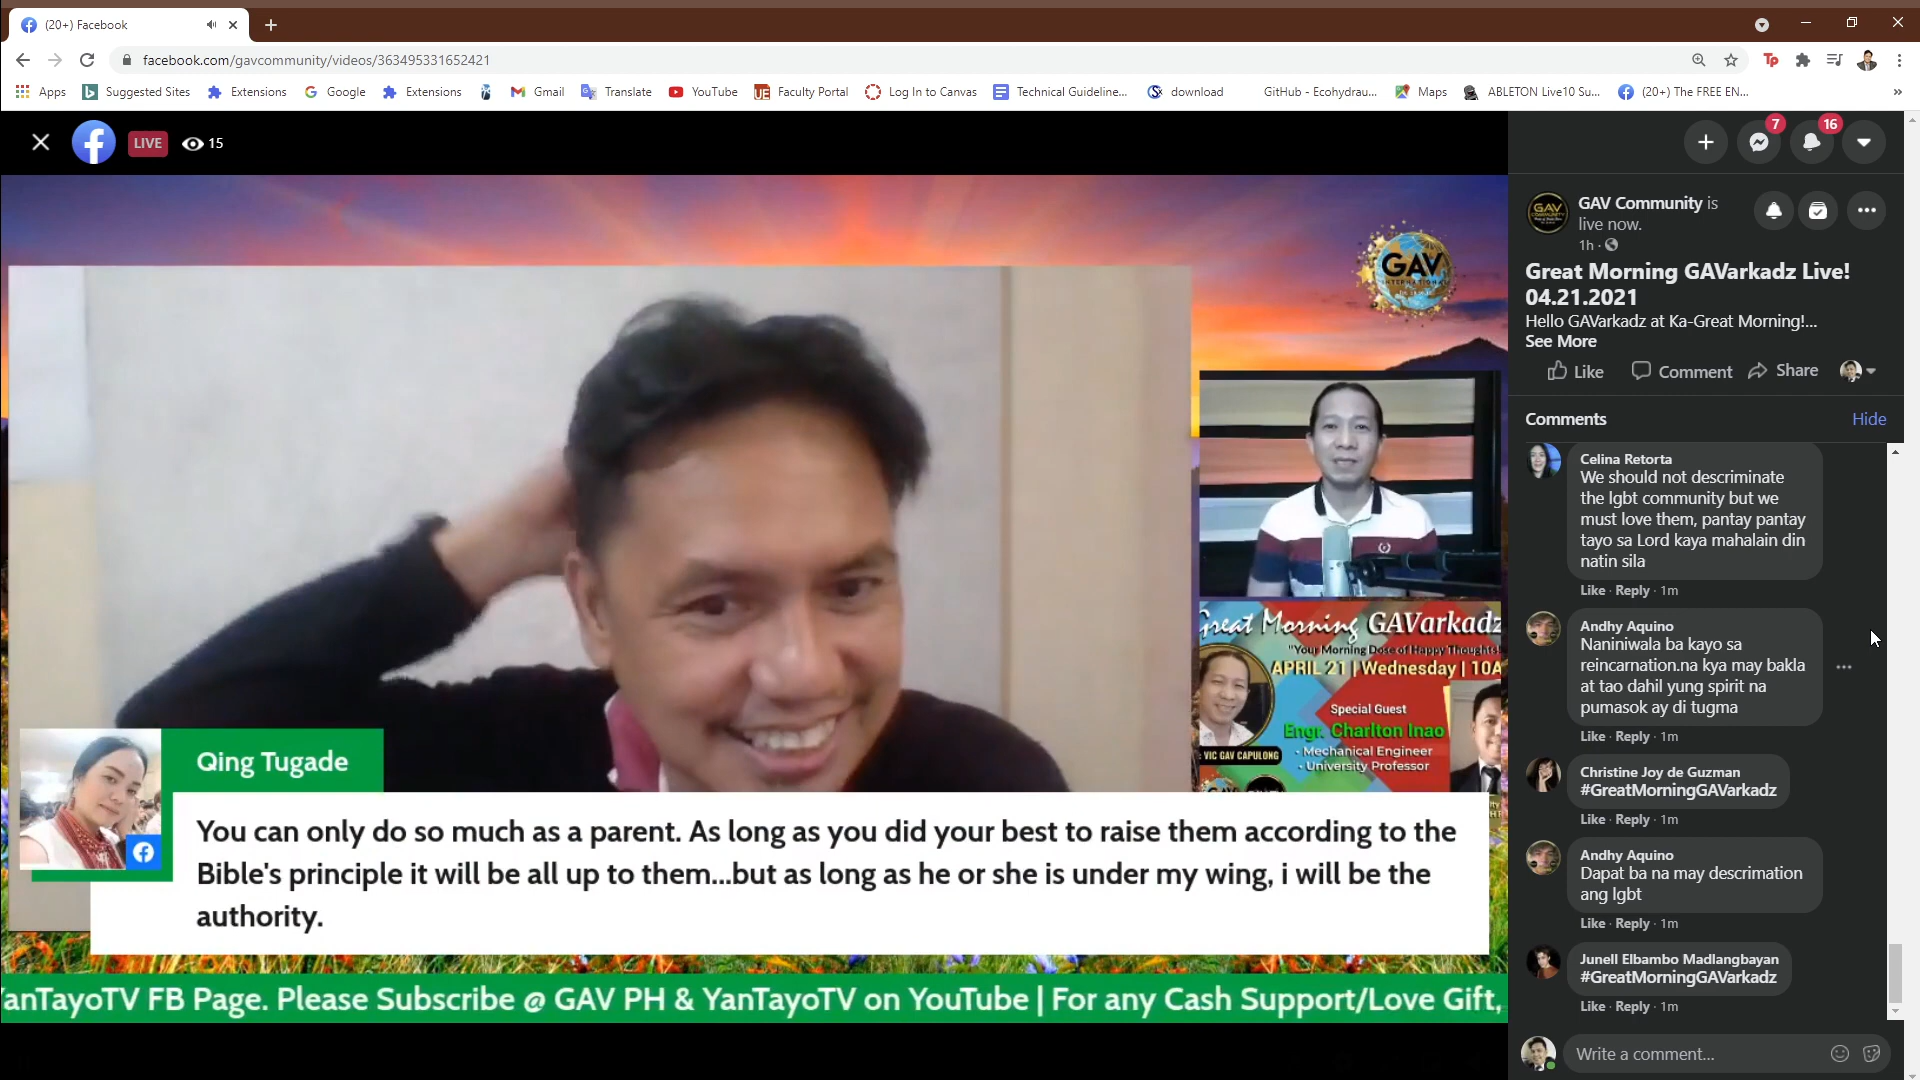 (20+) Facebook
facebook.com/gavcommunity/videos/363495331652421
Apps
Suggested Sites
Extensions
Google
Extensions
Gmail
Translate
YouTube
Faculty Portal
Log In to Canvas
Technical Guideline...
download
GitHub - Ecohydrau...
Maps
ABLETON Live10 Su...
(20+) The FREE EN...
LIVE
15
7
16
GAV Community is
live now.
1h
Great Morning GAVarkadz Live!
04.21.2021
Hello GAVarkadz at Ka-Great Morning!...
See More
Like
Comment
Share
Comments
Hide
Celina Retorta
We should not descriminate
the lgbt community but we
must love them, pantay pantay
tayo sa Lord kaya mahalain din
natin sila
Like · Reply · 1m
Andhy Aquino
Naniniwala ba kayo sa
reincarnation.na kya may bakla
at tao dahil yung spirit na
pumasok ay di tugma
Like · Reply · 1m
Christine Joy de Guzman
#GreatMorningGAVarkadz
Like · Reply · 1m
Andhy Aquino
Dapat ba na may descrimation
ang lgbt
Like · Reply · 1m
Junell Elbambo Madlangbayan
#GreatMorningGAVarkadz
Like · Reply · 1m
Write a comment...
GAV
INTERNATIONAL
Great Morning GAVarkadz
"Your Morning Dose of Happy Thoughts!
APRIL 21 | Wednesday | 10A
Special Guest
Engr. Charlton Inao
- Mechanical Engineer
- University Professor
VIC GAV CAPULONG
Qing Tugade
You can only do so much as a parent. As long as you did your best to raise them according to the
Bible's principle it will be all up to them...but as long as he or she is under my wing, i will be the
authority.
YanTayoTV FB Page. Please Subscribe @ GAV PH & YanTayoTV on YouTube | For any Cash Support/Love Gift,